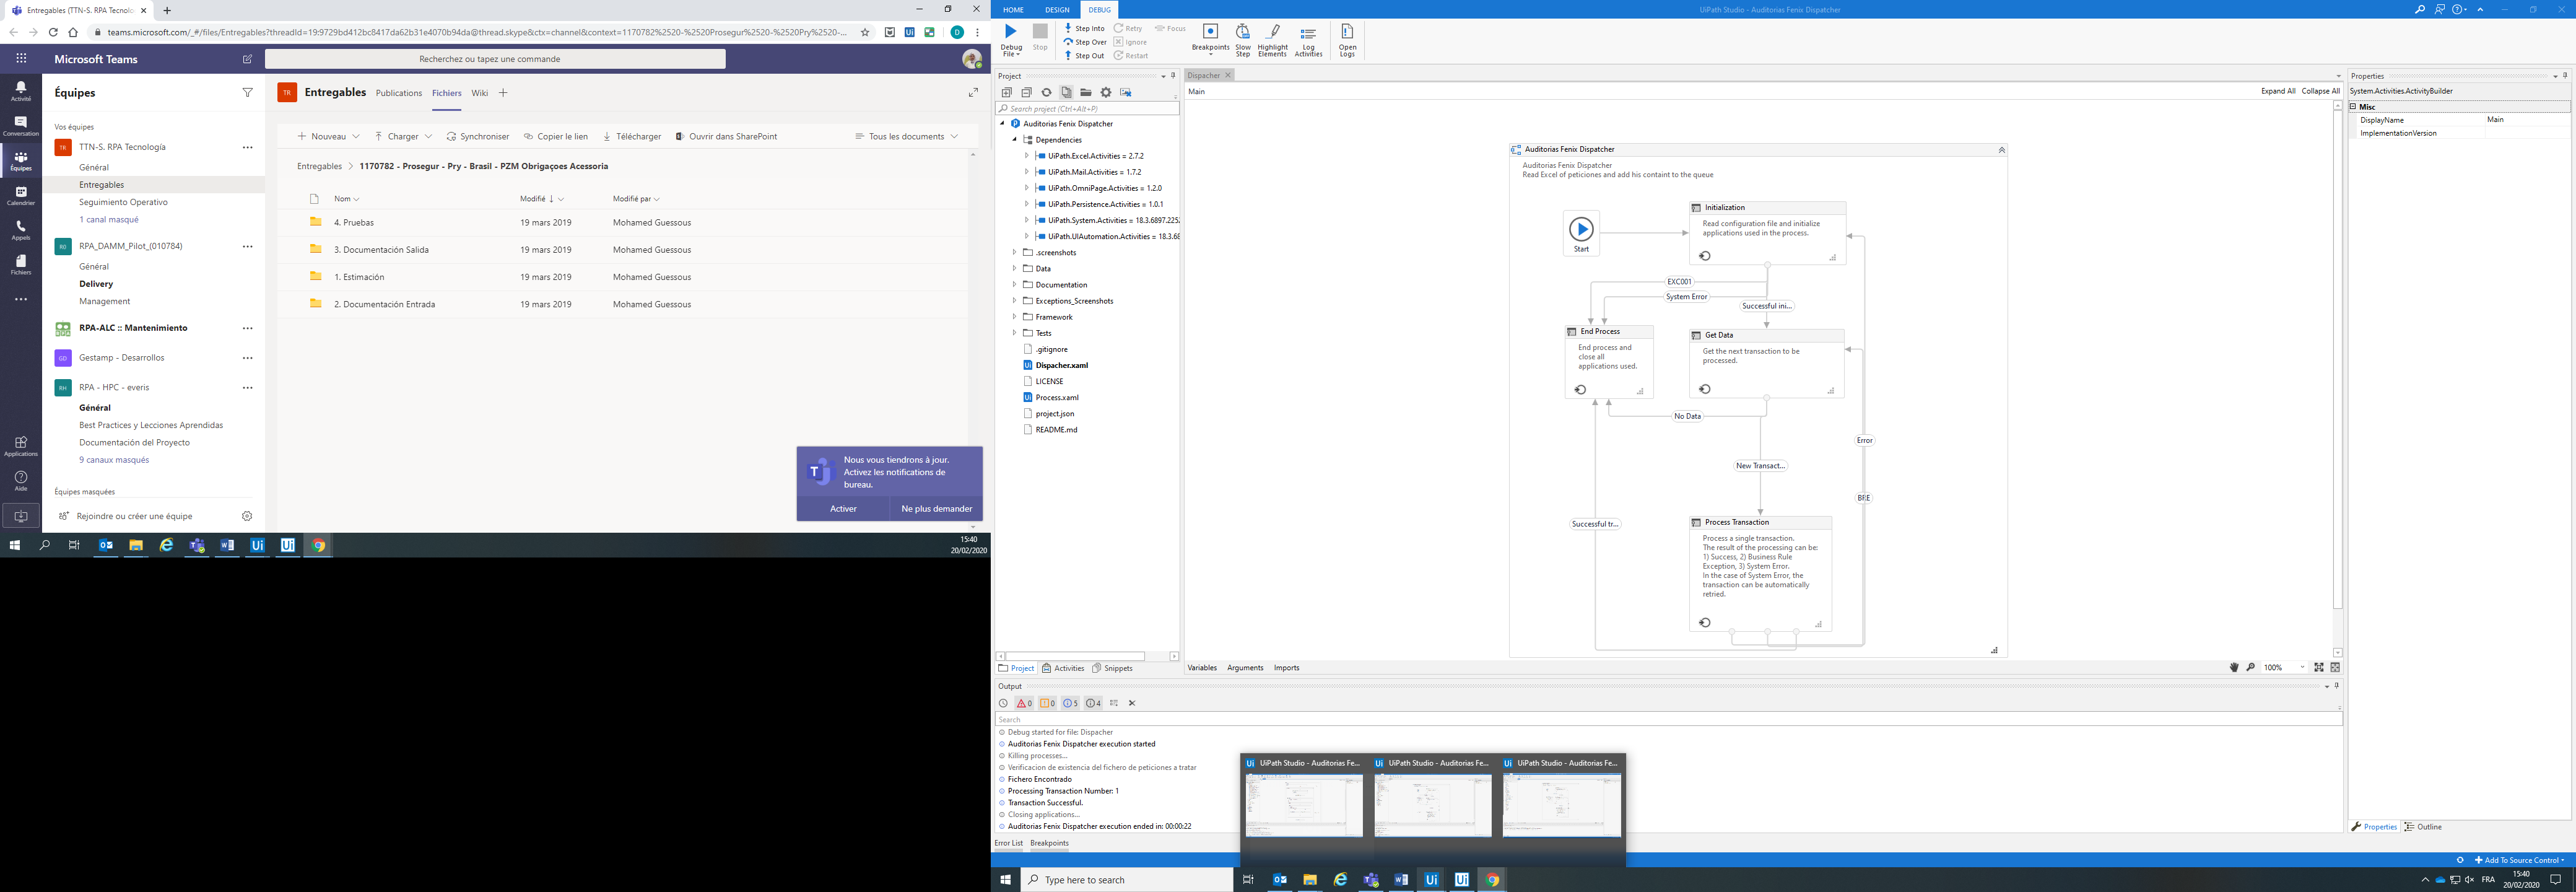 Entregables (TTN-S. RPA Tecnolo
teams.microsoft.com/_#/files/Entregables?threadId=19:9729bd412bc8417da62b31e4070b94da@thread.skype&ctx=channel&context=1170782%2520-%2520Prosegur%2520-%2520Pry%2520-...
D
Microsoft Teams
Recherchez ou tapez une commande
Activité
Conversation
Équipes
Calendrier
Appels
Fichiers
Applications
Aide
Équipes
Vos équipes
TR
TTN-S. RPA Tecnología
Général
Entregables
Seguimiento Operativo
1 canal masqué
RPA_DAMM_Pilot_(010784)
Général
Delivery
Management
RPA-ALC :: Mantenimiento
GD
Gestamp - Desarrollos
RH
RPA - HPC - everis
Général
Best Practices y Lecciones Aprendidas
Documentación del Proyecto
9 canaux masqués
Équipes masquées
Rejoindre ou créer une équipe
TR
Entregables
Publications
Fichiers
Wiki
Nouveau
Charger
Synchroniser
Copier le lien
Télécharger
Ouvrir dans SharePoint
Tous les documents
Entregables > 1170782 - Prosegur - Pry - Brasil - PZM Obrigaçoes Acessoria
Nom
Modifié
Modifié par
4. Pruebas 19 mars 2019 Mohamed Guessous
3. Documentación Salida 19 mars 2019 Mohamed Guessous
1. Estimación 19 mars 2019 Mohamed Guessous
2. Documentación Entrada 19 mars 2019 Mohamed Guessous
Nous vous tiendrons à jour.
Activez les notifications de
bureau.
Activer
Ne plus demander
15:40
20/02/2020
HOME
DESIGN
DEBUG
UiPath Studio - Auditorias Fenix Dispatcher
Debug
File
Stop
Step Into
Step Over
Step Out
Retry
Ignore
Restart
Focus
Breakpoints
Slow
Step
Highlight
Elements
Log
Activities
Open
Logs
Project
Search project (Ctrl+Alt+P)
Auditorias Fenix Dispatcher
Dependencies
UiPath.Excel.Activities = 2.7.2
UiPath.Mail.Activities = 1.7.2
UiPath.OmniPage.Activities = 1.2.0
UiPath.Persistence.Activities = 1.0.1
UiPath.System.Activities = 18.3.6897.225
UiPath.UIAutomation.Activities = 18.3.68
.screenshots
Data
Documentation
Exceptions_Screenshots
Framework
Tests
.gitignore
Dispacher.xaml
LICENSE
Process.xaml
project.json
README.md
Project
Activities
Snippets
Dispacher
Main
Expand All
Collapse All
Auditorias Fenix Dispatcher
Auditorias Fenix Dispatcher
Read Excel of peticiones and add his containt to the queue
Start
Initialization
Read configuration file and initialize
applications used in the process.
EXC001
System Error
Successful ini...
End Process
End process and
close all
applications used.
Get Data
Get the next transaction to be
processed.
No Data
Error
New Transact...
BRE
Successful tr...
Process Transaction
Process a single transaction.
The result of the processing can be:
1) Success, 2) Business Rule
Exception, 3) System Error.
In the case of System Error, the
transaction can be automatically
retried.
Variables
Arguments
Imports
100%
Properties
System.Activities.ActivityBuilder
Misc
DisplayName Main
ImplementationVersion
Output
0
0
5
4
Search
Debug started for file: Dispacher
Auditorias Fenix Dispatcher execution started
Killing processes...
Verificacion de existencia del fichero de peticiones a tratar
Fichero Encontrado
Processing Transaction Number: 1
Transaction Successful.
Closing applications...
Auditorias Fenix Dispatcher execution ended in: 00:00:22
Error List
Breakpoints
UiPath Studio - Auditorias Fe...
UiPath Studio - Auditorias Fe...
UiPath Studio - Auditorias Fe...
Properties
Outline
Add To Source Control
Type here to search
FRA
15:40
20/02/2020